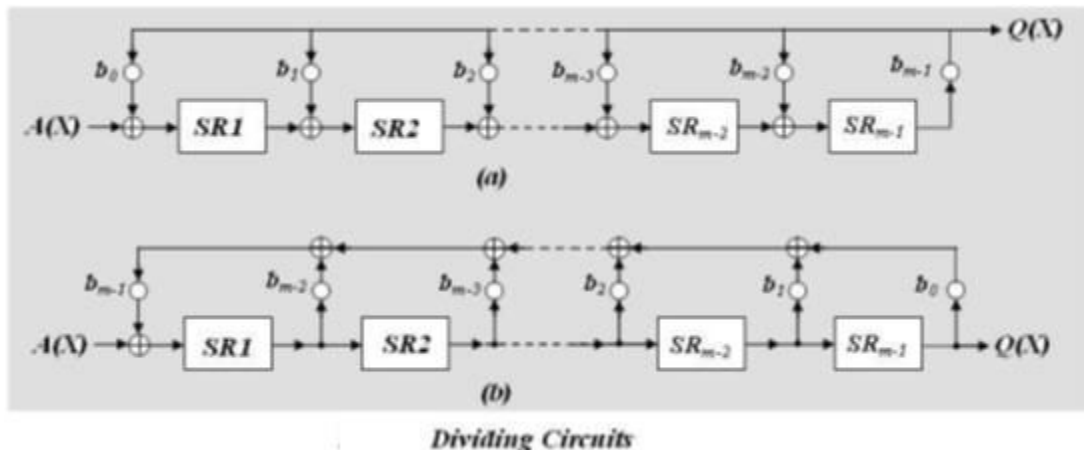 Q(X)
b₀ b₁ b₂ bₘ₋₃ bₘ₋₂ bₘ₋₁
A(X) SR1 SR2 SRₘ₋₂ SRₘ₋₁
(a)
bₘ₋₁ bₘ₋₂ bₘ₋₃ b₂ b₁ b₀
A(X) SR1 SR2 SRₘ₋₂ SRₘ₋₁ Q(X)
(b)
Dividing Circuits